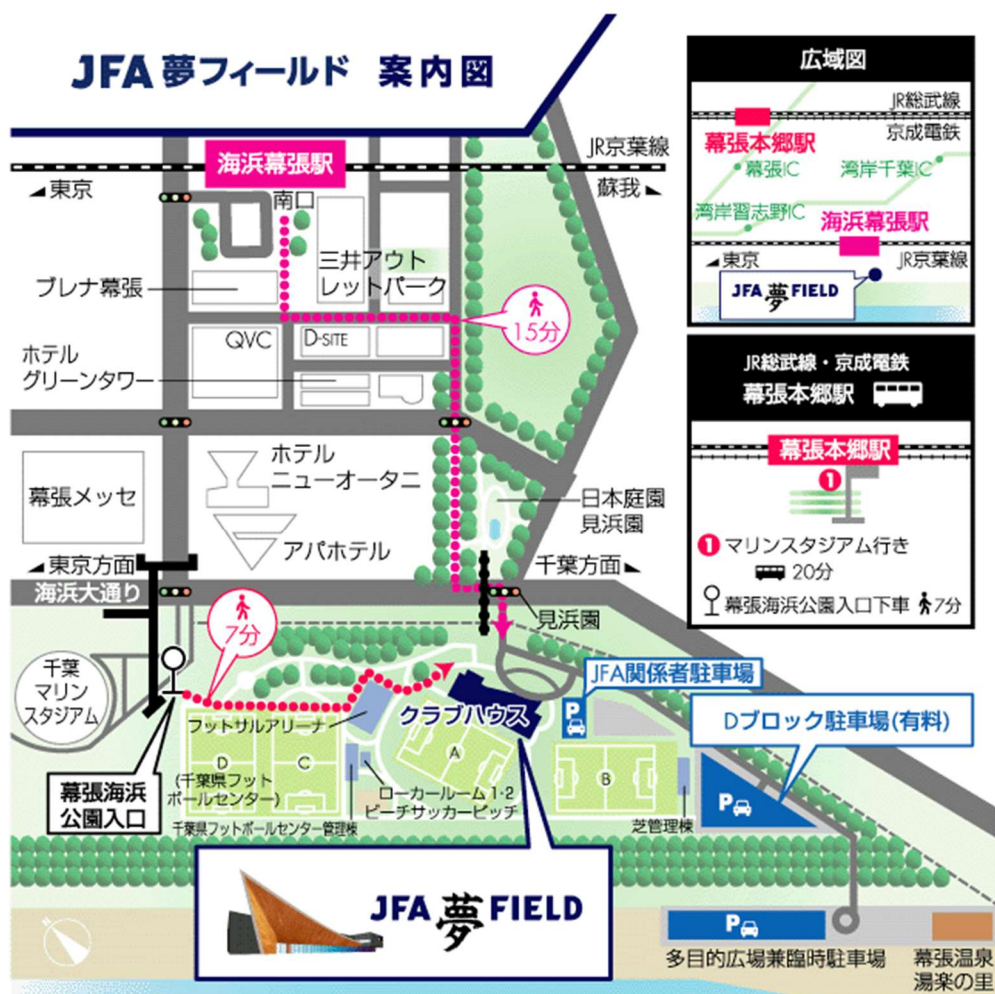 JFA 夢フィールド 案内図
海浜幕張駅
JR京葉線
◢東京
蘇我◣
南口
プレナ幕張
三井アウト
レットパーク
15分
QVC
D-SITE
ホテル
グリーンタワー
幕張メッセ
ホテル
ニューオータニ
アパホテル
日本庭園
見浜園
◢東京方面
千葉方面◣
海浜大通り
見浜園
7分
千葉
マリン
スタジアム
幕張海浜
公園入口
フットサルアリーナ
クラブハウス
JFA関係者駐車場
P
Dブロック駐車場(有料)
D
C
A
B
(千葉県フット
ボールセンター)
ローカールーム1・2
ビーチサッカーピッチ
千葉県フットボールセンター管理棟
芝管理棟
P
JFA 夢 FIELD
P
多目的広場兼臨時駐車場
幕張温泉
湯楽の里
N
広域図
JR総武線
京成電鉄
幕張本郷駅
幕張IC
湾岸千葉IC
湾岸習志野IC
海浜幕張駅
◢東京
JR京葉線
JFA 夢 FIELD
JR総武線・京成電鉄
幕張本郷駅
幕張本郷駅
1
1 マリンスタジアム行き
20分
幕張海浜公園入口下車 7分